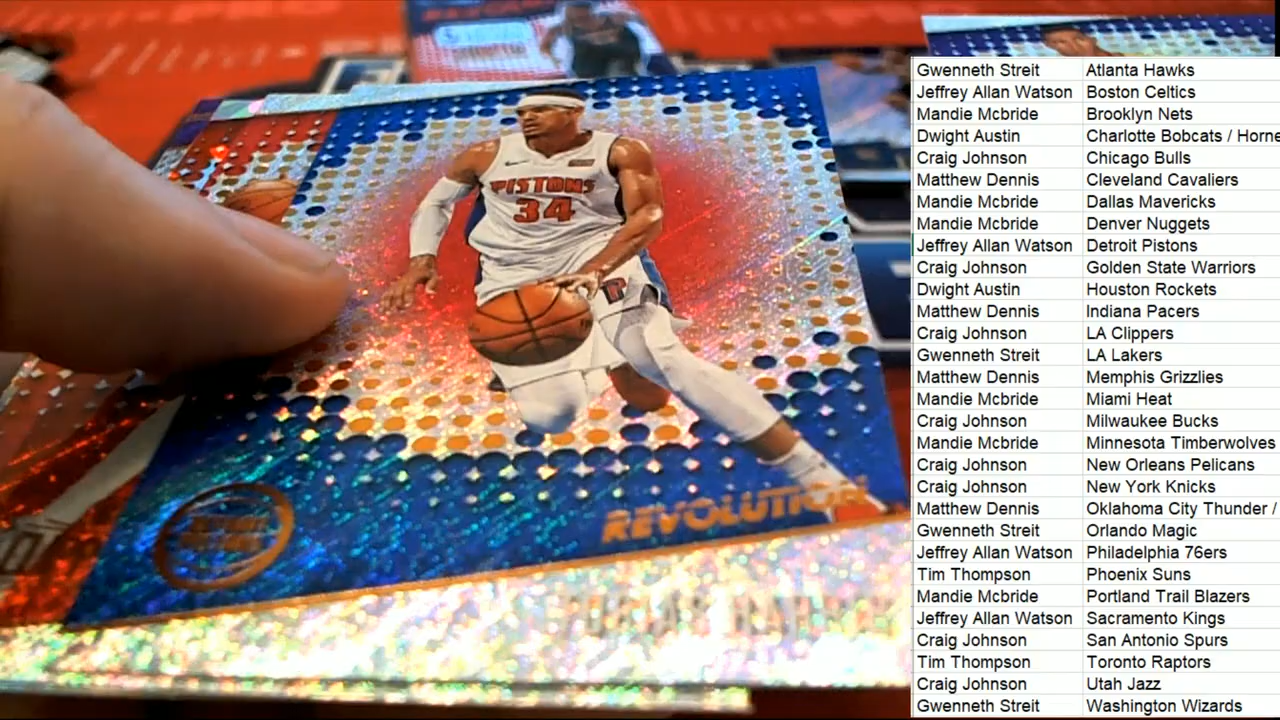 PISTONS
34
REVOLUTION
Gwenneth Streit Atlanta Hawks
Jeffrey Allan Watson Boston Celtics
Mandie Mcbride Brooklyn Nets
Dwight Austin Charlotte Bobcats / Horne
Craig Johnson Chicago Bulls
Matthew Dennis Cleveland Cavaliers
Mandie Mcbride Dallas Mavericks
Mandie Mcbride Denver Nuggets
Jeffrey Allan Watson Detroit Pistons
Craig Johnson Golden State Warriors
Dwight Austin Houston Rockets
Matthew Dennis Indiana Pacers
Craig Johnson LA Clippers
Gwenneth Streit LA Lakers
Matthew Dennis Memphis Grizzlies
Mandie Mcbride Miami Heat
Craig Johnson Milwaukee Bucks
Mandie Mcbride Minnesota Timberwolves
Craig Johnson New Orleans Pelicans
Craig Johnson New York Knicks
Matthew Dennis Oklahoma City Thunder /
Gwenneth Streit Orlando Magic
Jeffrey Allan Watson Philadelphia 76ers
Tim Thompson Phoenix Suns
Mandie Mcbride Portland Trail Blazers
Jeffrey Allan Watson Sacramento Kings
Craig Johnson San Antonio Spurs
Tim Thompson Toronto Raptors
Craig Johnson Utah Jazz
Gwenneth Streit Washington Wizards